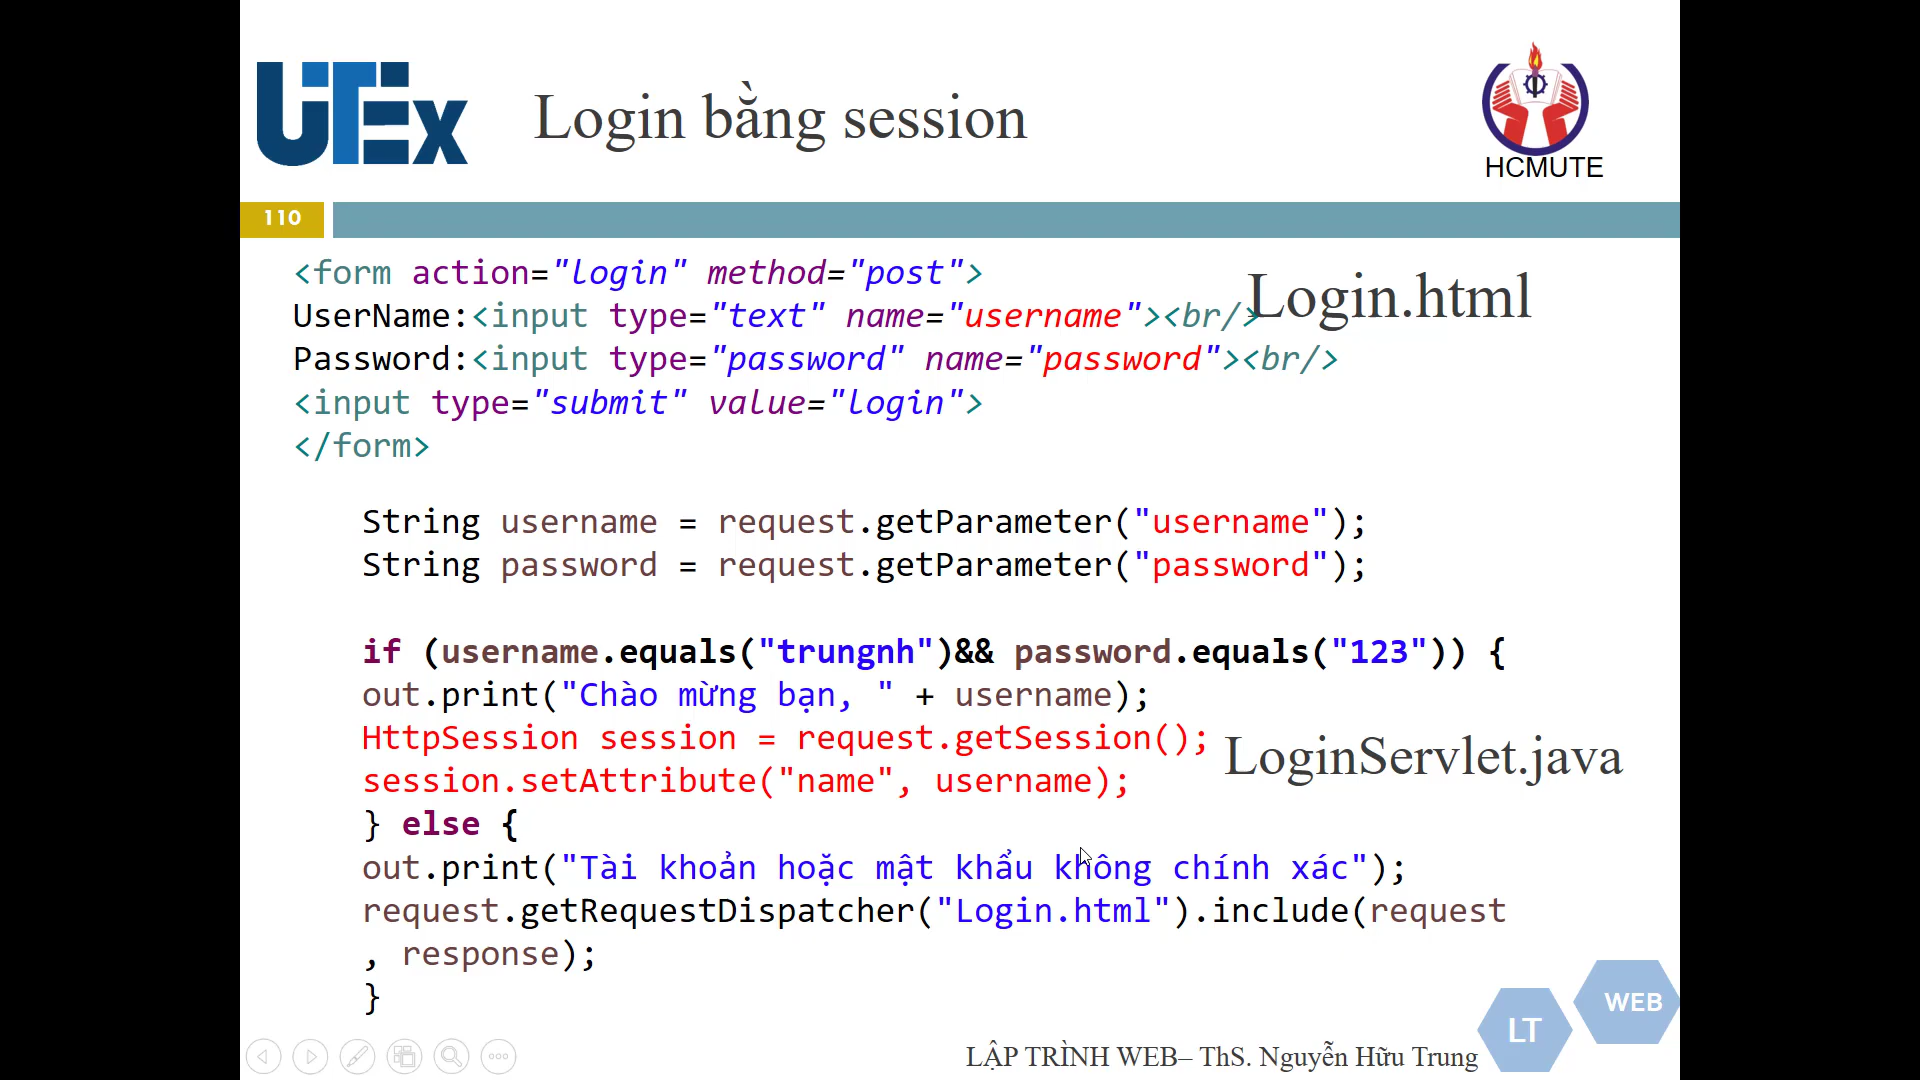 UTEx
Login bằng session
HCMUTE
110
<form action="login" method="post">
Login.html
UserName:<input type="text" name="username"><br/>
Password:<input type="password" name="password"><br/>
<input type="submit" value="login">
</form>
String username = request.getParameter("username");
String password = request.getParameter("password");
if (username.equals("trungnh")&& password.equals("123")) {
out.print("Chào mừng bạn, " + username);
HttpSession session = request.getSession();
LoginServlet.java
session.setAttribute("name", username);
} else {
out.print("Tài khoản hoặc mật khẩu không chính xác");
request.getRequestDispatcher("Login.html").include(request
, response);
}
WEB
LT
LẬP TRÌNH WEB– ThS. Nguyễn Hữu Trung